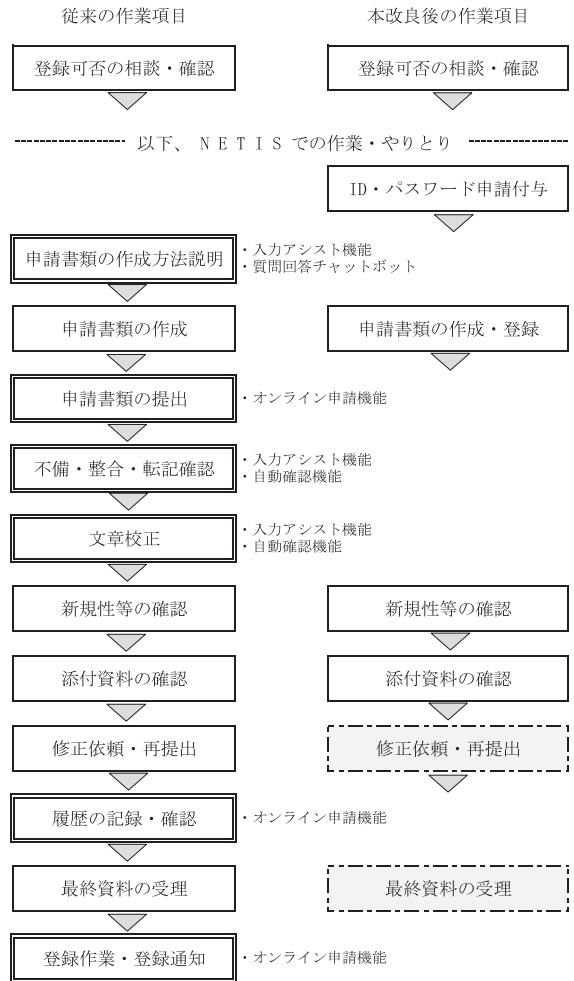 従来の作業項目
本改良後の作業項目
登録可否の相談・確認
登録可否の相談・確認
以下、ＮＥＴＩＳでの作業・やりとり
ID・パスワード申請付与
申請書類の作成方法説明
・入力アシスト機能
・質問回答チャットボット
申請書類の作成
申請書類の作成・登録
申請書類の提出
・オンライン申請機能
不備・整合・転記確認
・入力アシスト機能
・自動確認機能
文章校正
・入力アシスト機能
・自動確認機能
新規性等の確認
新規性等の確認
添付資料の確認
添付資料の確認
修正依頼・再提出
修正依頼・再提出
履歴の記録・確認
・オンライン申請機能
最終資料の受理
最終資料の受理
登録作業・登録通知
・オンライン申請機能